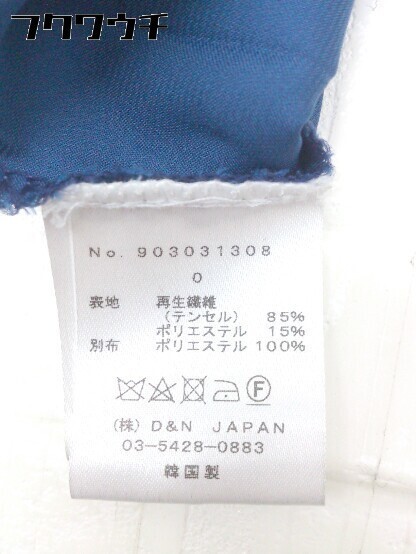 フクウウチ
No. 903031308
0
表地 再生繊維
(テンセル) 85%
ポリエステル 15%
別布 ポリエステル 100%
F
(株) D&N JAPAN
03-5428-0883
韓国製